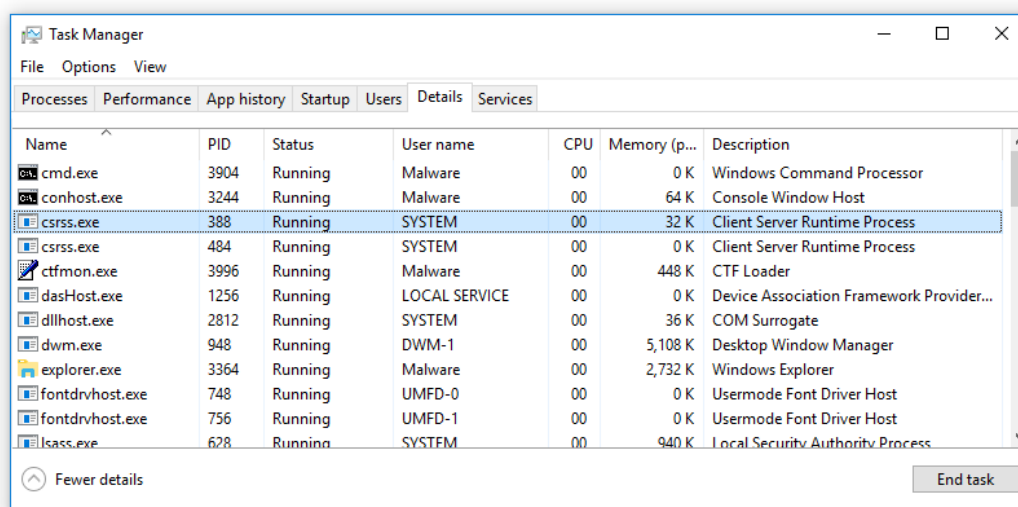 Task Manager
File Options View
Processes Performance App history Startup Users Details Services
Name PID Status User name CPU Memory (p... Description
cmd.exe 3904 Running Malware 00 0 K Windows Command Processor
conhost.exe 3244 Running Malware 00 64 K Console Window Host
csrss.exe 388 Running SYSTEM 00 32 K Client Server Runtime Process
csrss.exe 484 Running SYSTEM 00 0 K Client Server Runtime Process
ctfmon.exe 3996 Running Malware 00 448 K CTF Loader
dasHost.exe 1256 Running LOCAL SERVICE 00 0 K Device Association Framework Provider...
dllhost.exe 2812 Running SYSTEM 00 36 K COM Surrogate
dwm.exe 948 Running DWM-1 00 5,108 K Desktop Window Manager
explorer.exe 3364 Running Malware 00 2,732 K Windows Explorer
fontdrvhost.exe 748 Running UMFD-0 00 0 K Usermode Font Driver Host
fontdrvhost.exe 756 Running UMFD-1 00 0 K Usermode Font Driver Host
lsass.exe 628 Running SYSTEM 00 940 K Local Security Authority Process
Fewer details End task